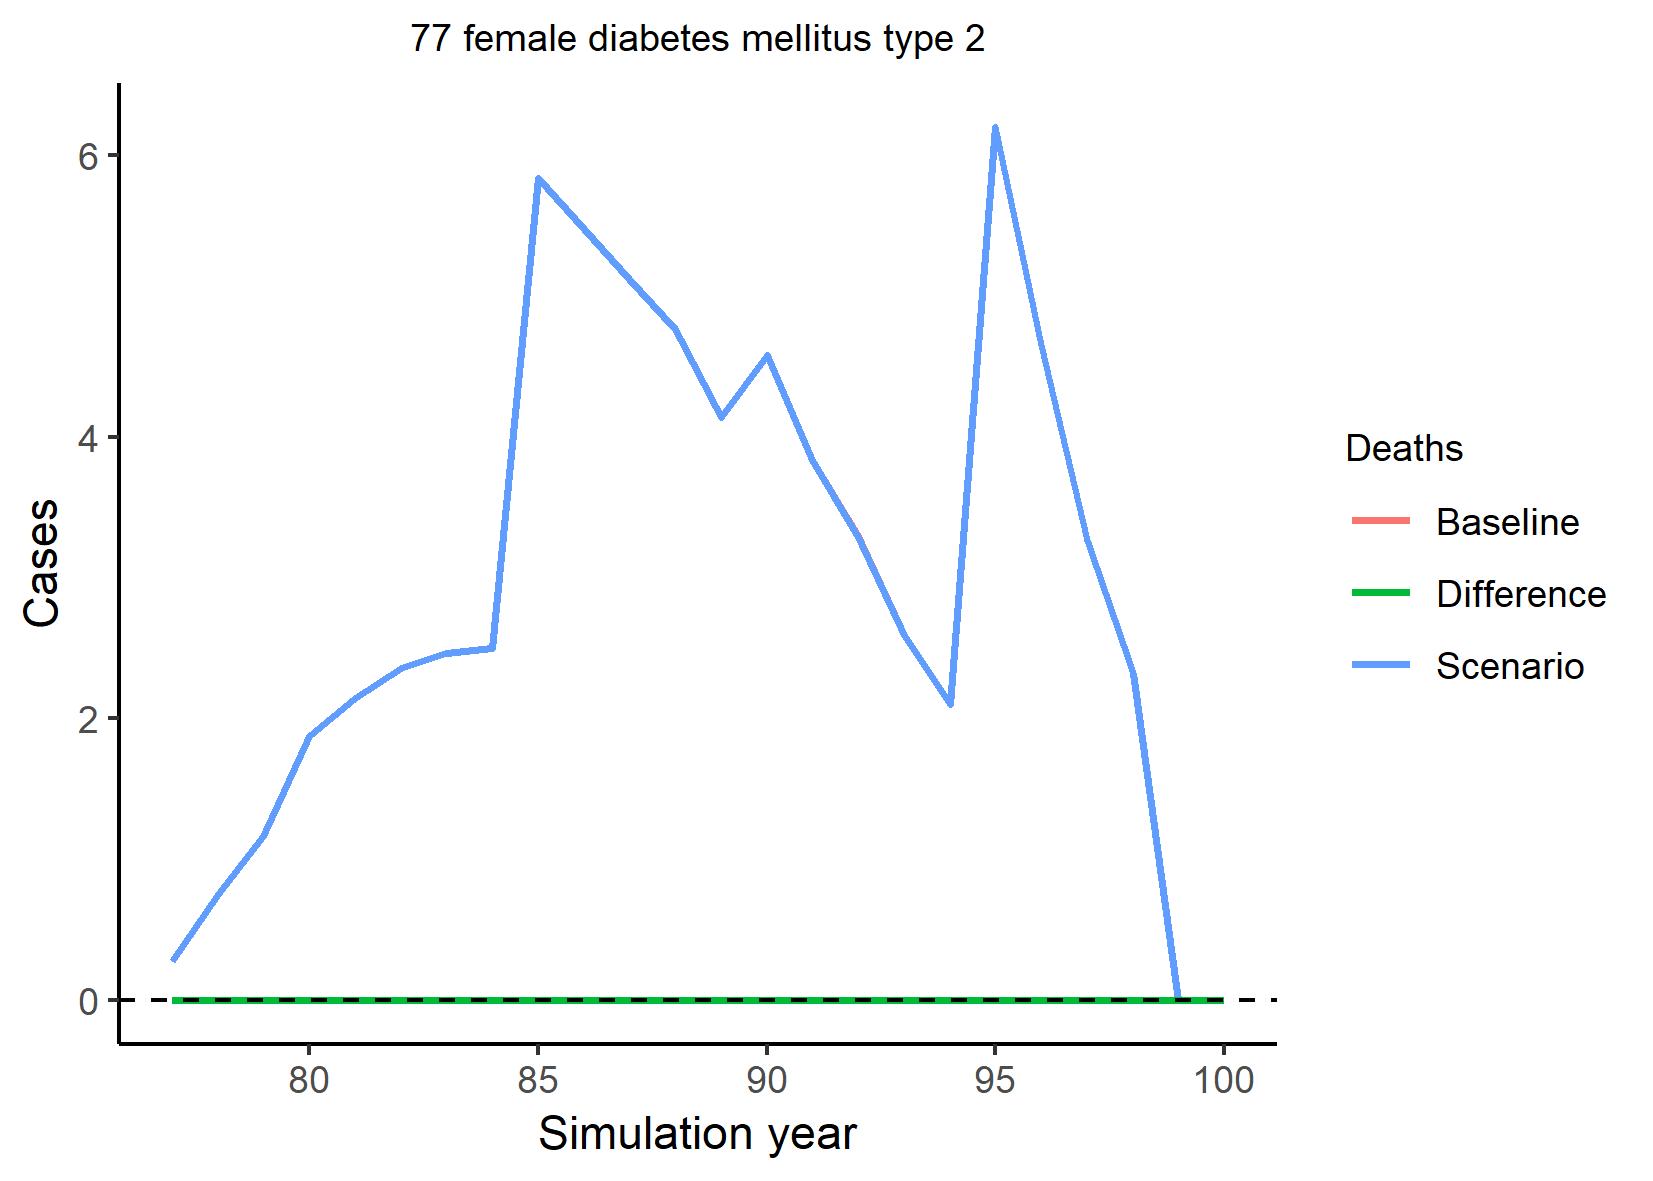 77 female diabetes mellitus type 2
6
4
2
0
Cases
80 85 90 95 100
Simulation year
Deaths
Baseline
Difference
Scenario